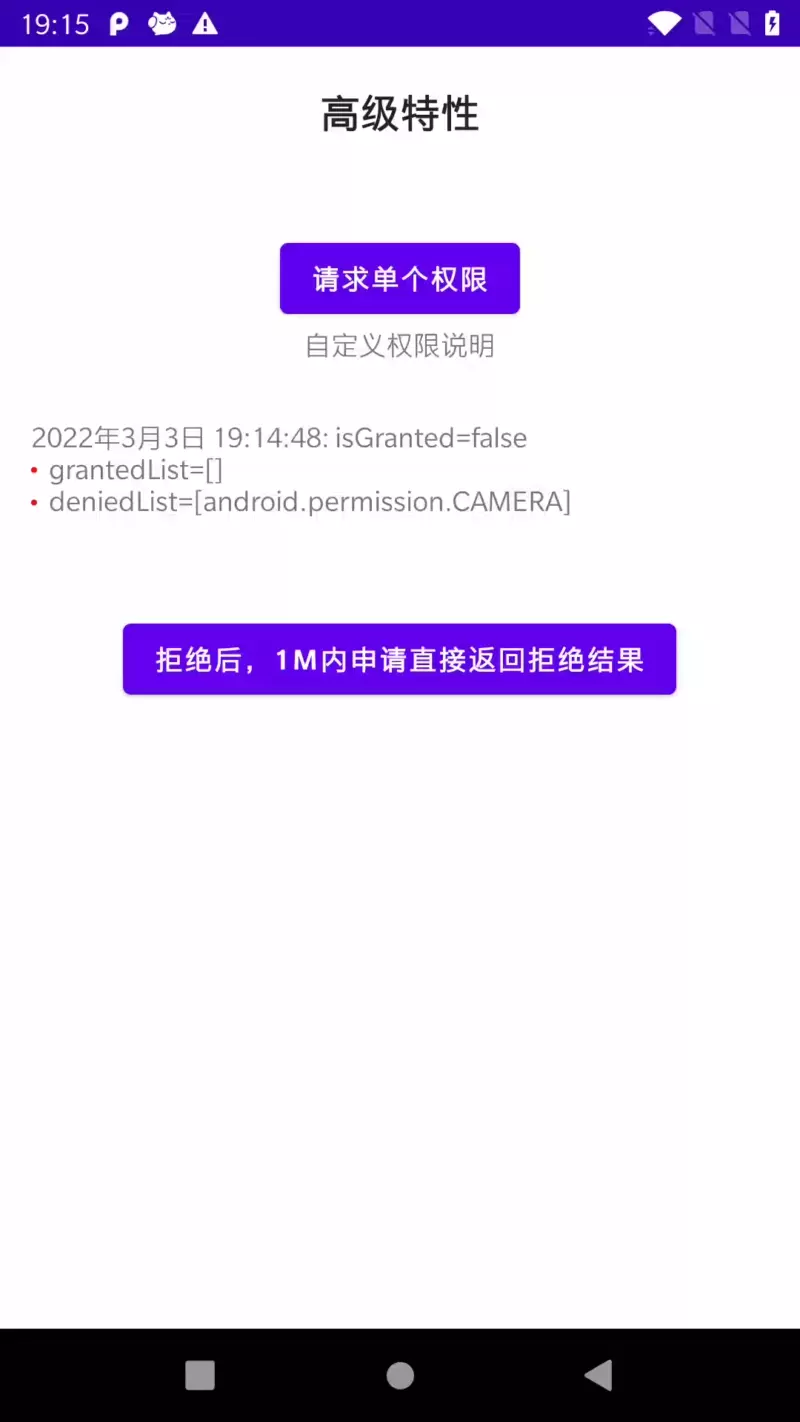 19:15
高级特性
请求单个权限
自定义权限说明
2022年3月3日 19:14:48: isGranted=false
• grantedList=[]
• deniedList=[android.permission.CAMERA]
拒绝后，1M内申请直接返回拒绝结果